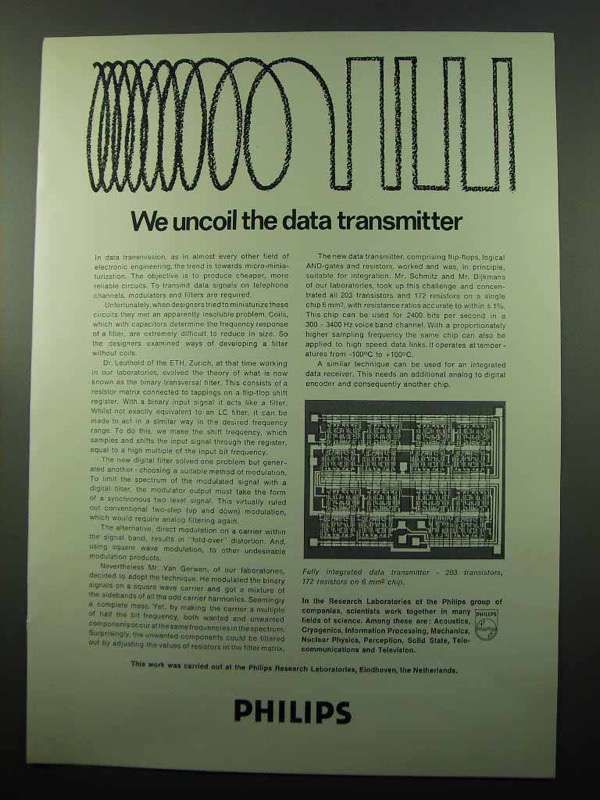 We uncoil the data transmitter
In data transmission, as in almost every other field of
electronic engineering, the trend is towards micro-minia-
turization. The objective is to produce cheaper, more
reliable circuits. To transmit data signals on telephone
channels, modulators and filters are required.
Unfortunately, when designers tried to miniaturize these
circuits they met an apparently insoluble problem. Coils,
which with capacitors determine the frequency response
of a filter, are extremely difficult to reduce in size. So
the designers examined ways of developing a filter
without coils.
Dr. Leuthold of the ETH, Zurich, at that time working
in our laboratories, evolved the theory of what is now
known as the binary transversal filter. This consists of a
resistor matrix connected to tappings on a flip-flop shift
register. With a binary input signal it acts like a filter.
Whilst not exactly equivalent to an LC filter, it can be
made to act in a similar way in the desired frequency
range. To do this, we make the shift frequency, which
samples and shifts the input signal through the register,
equal to a high multiple of the input bit frequency.
The new digital filter solved one problem but gener-
ated another - choosing a suitable method of modulation.
To limit the spectrum of the modulated signal with a
digital filter, the modulator output must take the form
of a synchronous two level signal. This virtually ruled
out conventional two-step (up and down) modulation,
which would require analog filtering again.
The alternative, direct modulation on a carrier within
the signal band, results in "fold-over" distortion. And,
using square wave modulation, to other undesirable
modulation products.
Nevertheless Mr. Van Gerwen, of our laboratories,
decided to adopt the technique. He modulated the binary
signals on a square wave carrier and got a mixture of
the sidebands of all the odd carrier harmonics. Seemingly
a complete mess. Yet, by making the carrier a multiple
of half the bit frequency, both wanted and unwanted
components occur at the same frequencies in the spectrum.
Surprisingly, the unwanted components could be filtered
out by adjusting the values of resistors in the filter matrix.
The new data transmitter, comprising flip-flops, logical
AND-gates and resistors, worked and was, in principle,
suitable for integration. Mr. Schmitz and Mr. Dijkmans
of our laboratories, took up this challenge and concen-
trated all 203 transistors and 172 resistors on a single
chip 6 mm², with resistance ratios accurate to within ± 1%.
This chip can be used for 2400 bits per second in a
300 - 3400 Hz voice band channel. With a proportionately
higher sampling frequency the same chip can also be
applied to high speed data links. It operates at temper-
atures from -100°C to +100°C.
A similar technique can be used for an integrated
data receiver. This needs an additional analog to digital
encoder and consequently another chip.
Fully integrated data transmitter - 203 transistors,
172 resistors on 6 mm² chip.
In the Research Laboratories of the Philips group of
companies, scientists work together in many
fields of science. Among these are: Acoustics,
Cryogenics, Information Processing, Mechanics,
Nuclear Physics, Perception, Solid State, Tele-
communications and Television.
PHILIPS
This work was carried out at the Philips Research Laboratories, Eindhoven, the Netherlands.
PHILIPS